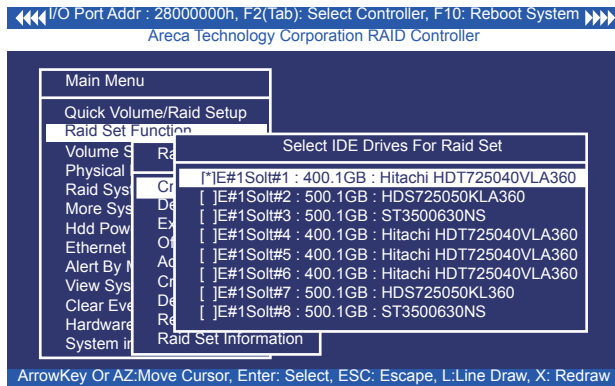 I/O Port Addr : 28000000h, F2(Tab): Select Controller, F10: Reboot System
Areca Technology Corporation RAID Controller
Main Menu
Quick Volume/Raid Setup
Raid Set Function
Volume S
Physical
Raid Sys
More Sys
Hdd Pow
Ethernet
Alert By
View Sys
Clear Eve
Hardware
System
Ra
Cr
De
Ex
Of
Ac
Cr
De
Re
Raid Set Information
Select IDE Drives For Raid Set
[*]E#1Solt#1 : 400.1GB : Hitachi HDT725040VLA360
[ ]E#1Solt#2 : 500.1GB : HDS725050KLA360
[ ]E#1Solt#3 : 500.1GB : ST3500630NS
[ ]E#1Solt#4 : 400.1GB : Hitachi HDT725040VLA360
[ ]E#1Solt#5 : 400.1GB : Hitachi HDT725040VLA360
[ ]E#1Solt#6 : 400.1GB : Hitachi HDT725040VLA360
[ ]E#1Solt#7 : 500.1GB : HDS725050KL360
[ ]E#1Solt#8 : 500.1GB : ST3500630NS
ArrowKey Or AZ:Move Cursor, Enter: Select, ESC: Escape, L:Line Draw, X: Redraw